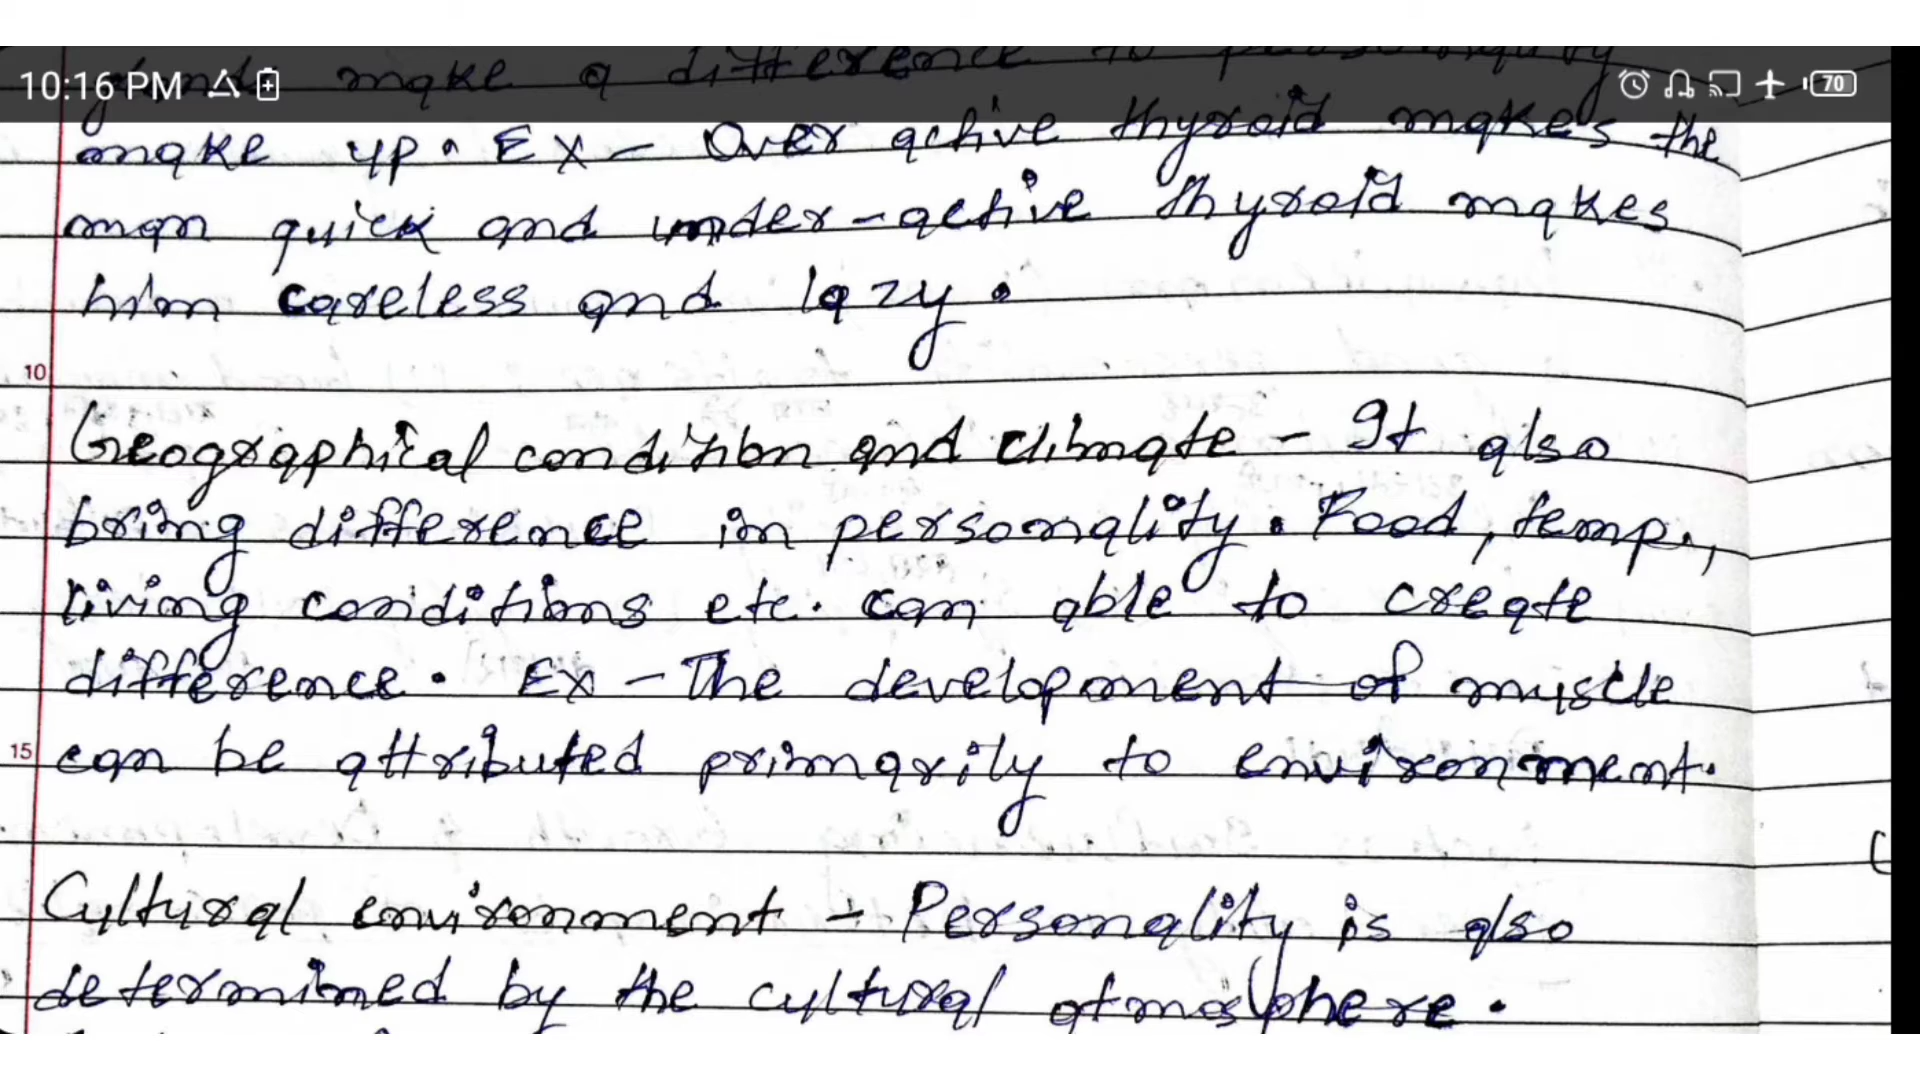 10:16 PM
70
glands make a difference to personality
make up. EX - Over active thyroid makes the
man quick and under-active thyroid makes
him careless and lazy.
10
Geographical condition and climate - It also
bring difference in personality. Food, temp.,
living conditions etc. can able to create
difference. Ex - The development of muscle
15
can be attributed primarily to environment.
Cultural environment - Personality is also
determined by the cultural atmosphere.